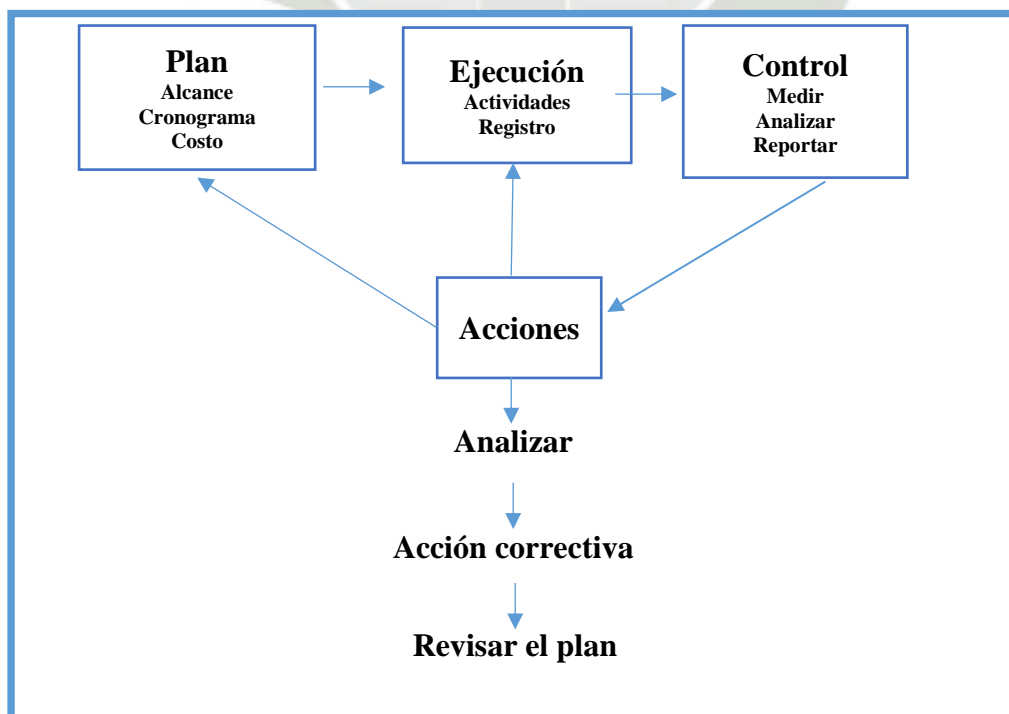 Plan
Alcance
Cronograma
Costo
Ejecución
Actividades
Registro
Control
Medir
Analizar
Reportar
Acciones
Analizar
Acción correctiva
Revisar el plan